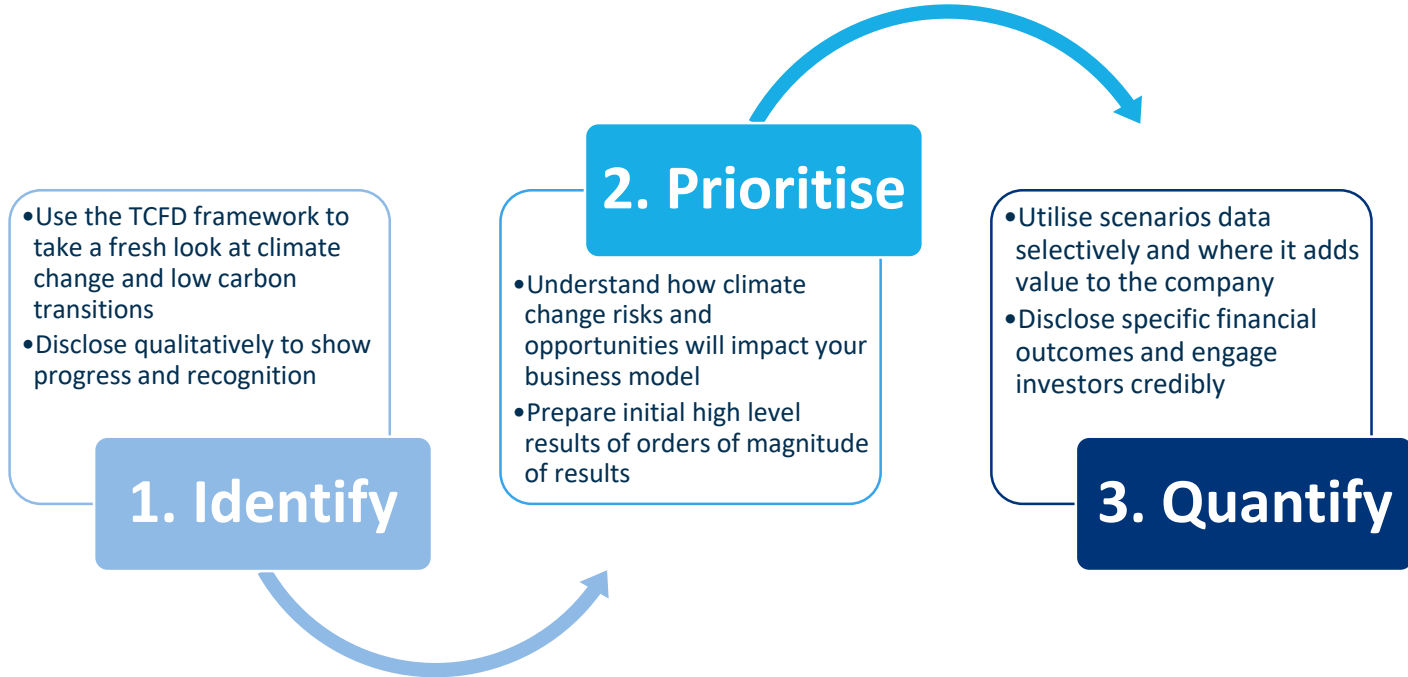 •Use the TCFD framework to
take a fresh look at climate
change and low carbon
transitions
•Disclose qualitatively to show
progress and recognition
1. Identify
2. Prioritise
•Understand how climate
change risks and
opportunities will impact your
business model
•Prepare initial high level
results of orders of magnitude
of results
•Utilise scenarios data
selectively and where it adds
value to the company
•Disclose specific financial
outcomes and engage
investors credibly
3. Quantify